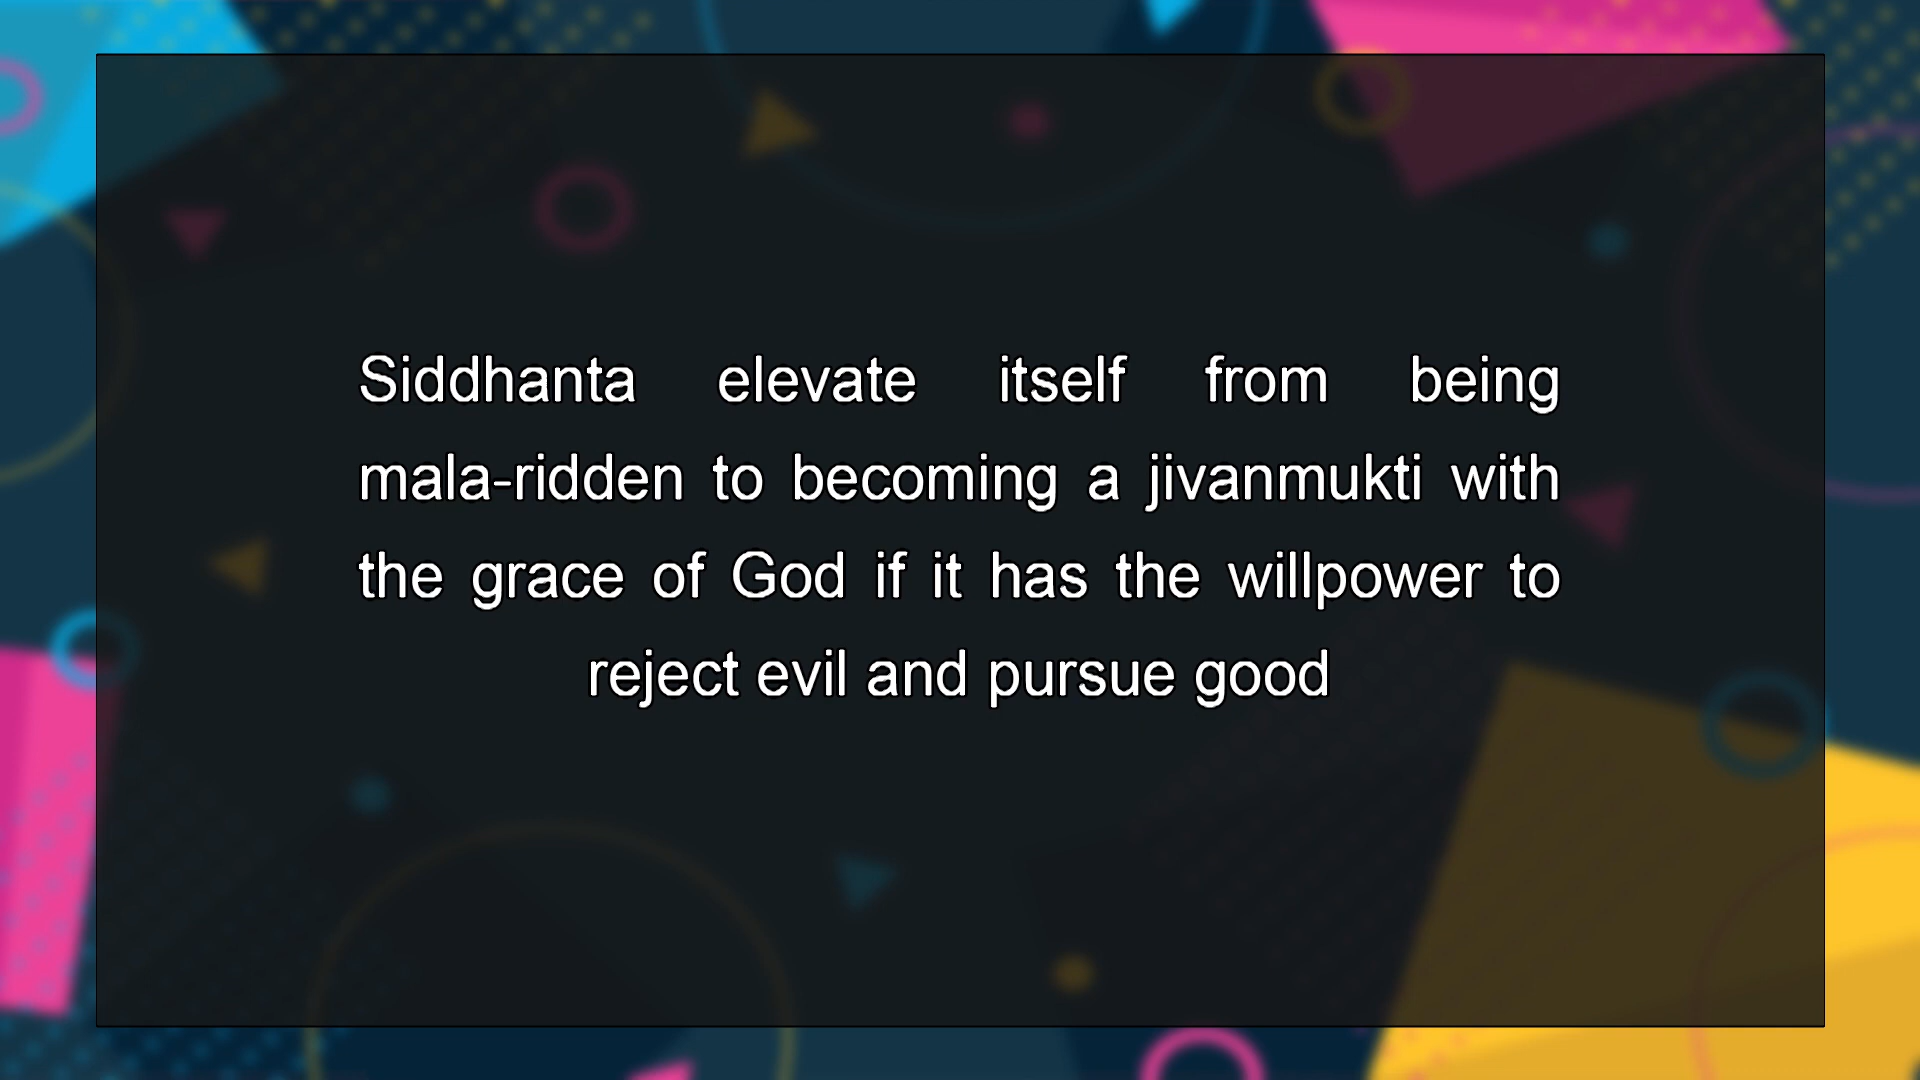 Siddhanta elevate itself from being
mala-ridden to becoming a jivanmukti with
the grace of God if it has the willpower to
reject evil and pursue good